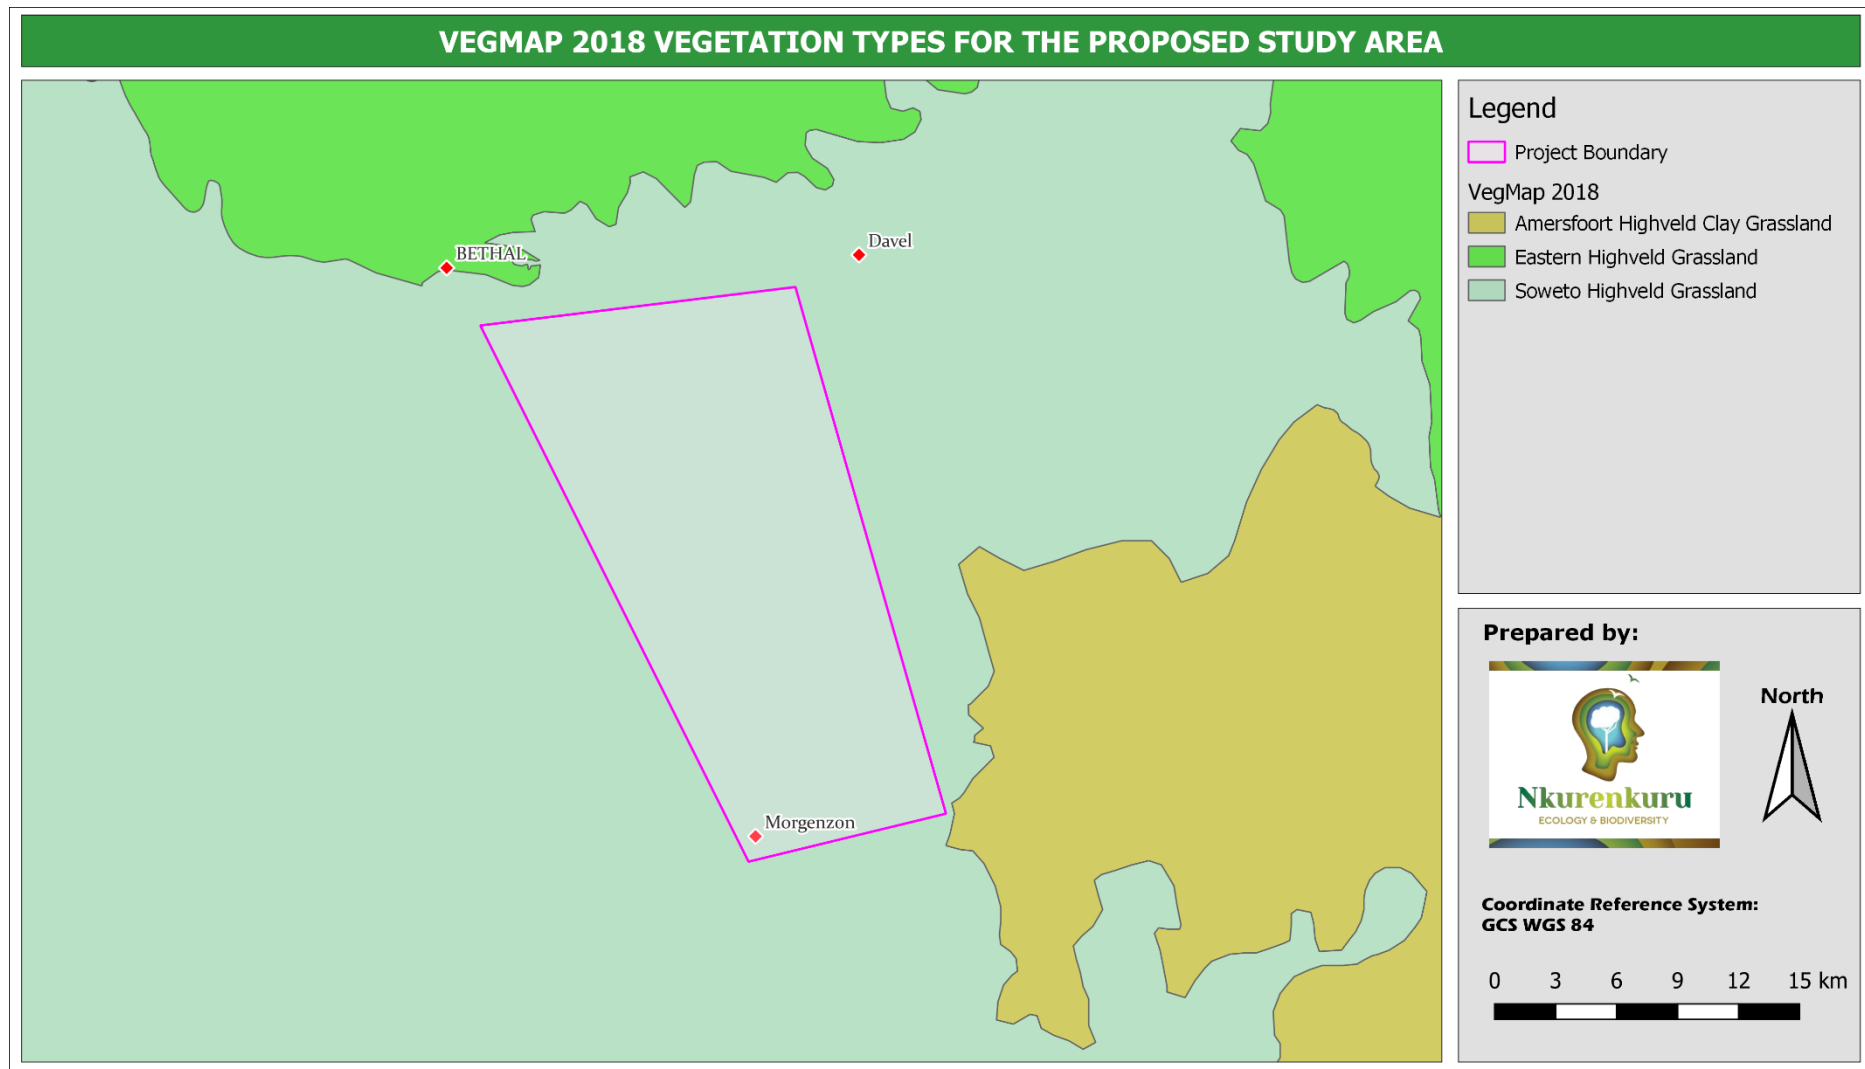 VEGMAP 2018 VEGETATION TYPES FOR THE PROPOSED STUDY AREA
BETHAL
Davel
Morgenzon
Legend
Project Boundary
VegMap 2018
Amersfoort Highveld Clay Grassland
Eastern Highveld Grassland
Soweto Highveld Grassland
Prepared by:
North
Nkurenkuru
ECOLOGY & BIODIVERSITY
Coordinate Reference System:
GCS WGS 84
0 3 6 9 12 15 km